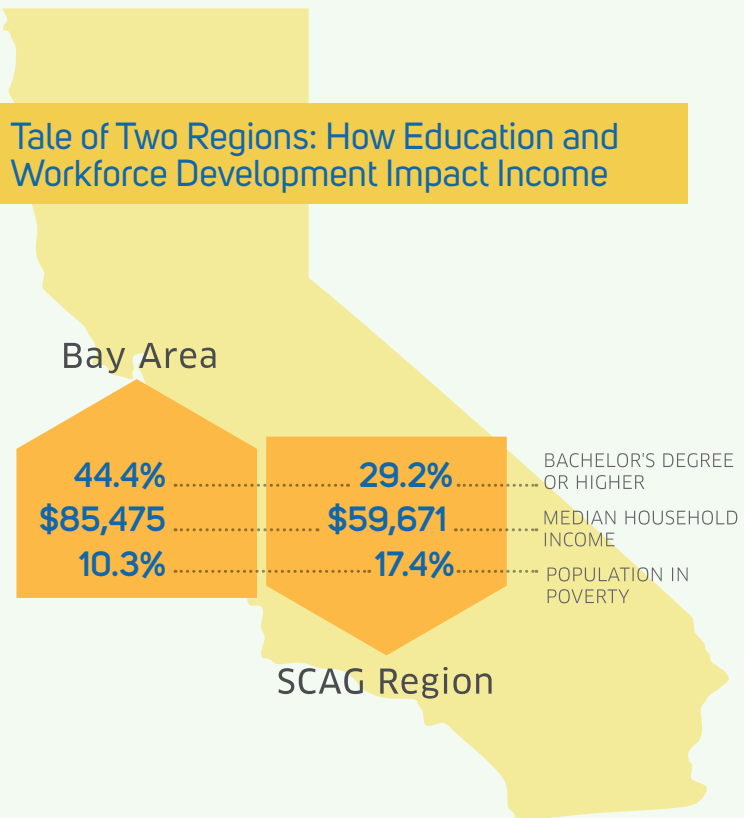 Tale of Two Regions: How Education and
Workforce Development Impact Income
Bay Area
44.4% 29.2% BACHELOR'S DEGREE
OR HIGHER
$85,475 $59,671 MEDIAN HOUSEHOLD
INCOME
10.3% 17.4% POPULATION IN
POVERTY
SCAG Region